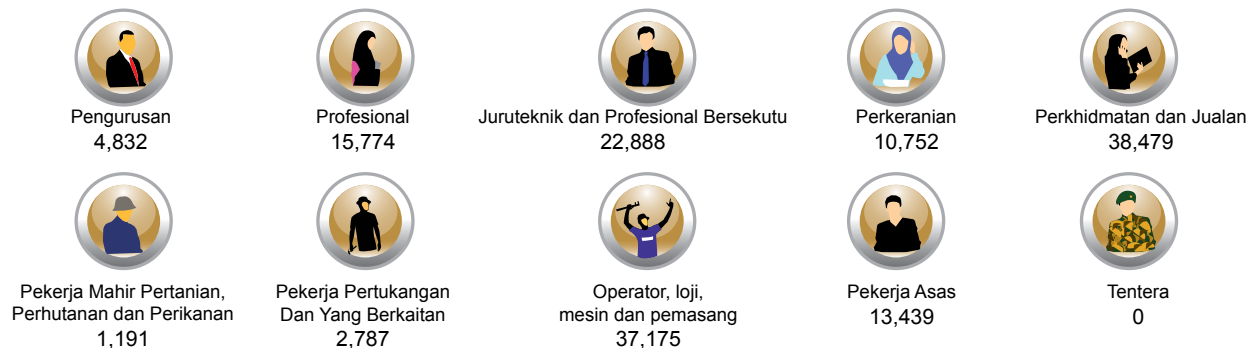 Pengurusan
4,832
Profesional
15,774
Juruteknik dan Profesional Bersekutu
22,888
Perkeranian
10,752
Perkhidmatan dan Jualan
38,479
Pekerja Mahir Pertanian,
Perhutanan dan Perikanan
1,191
Pekerja Pertukangan
Dan Yang Berkaitan
2,787
Operator, loji,
mesin dan pemasang
37,175
Pekerja Asas
13,439
Tentera
0